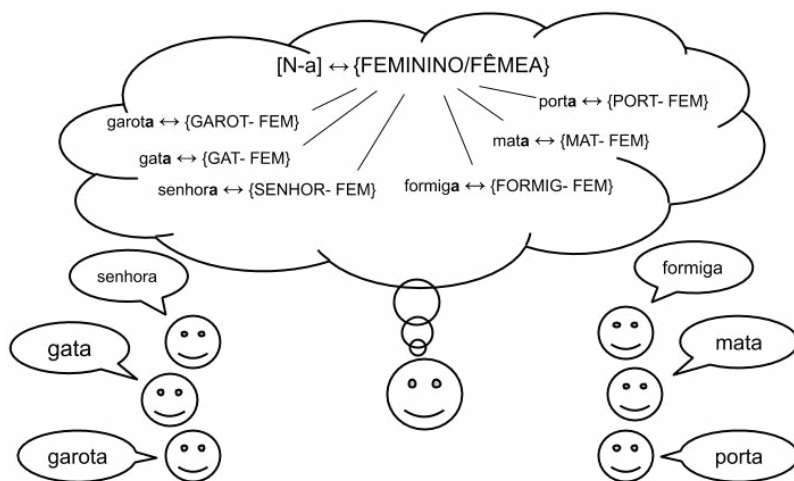 [N-a] ↔ {FEMININO/FÊMEA}
garota ↔ {GAROT- FEM}
gata ↔ {GAT- FEM}
senhora ↔ {SENHOR- FEM}
porta ↔ {PORT- FEM}
mata ↔ {MAT- FEM}
formiga ↔ {FORMIG- FEM}
senhora
gata
garota
formiga
mata
porta